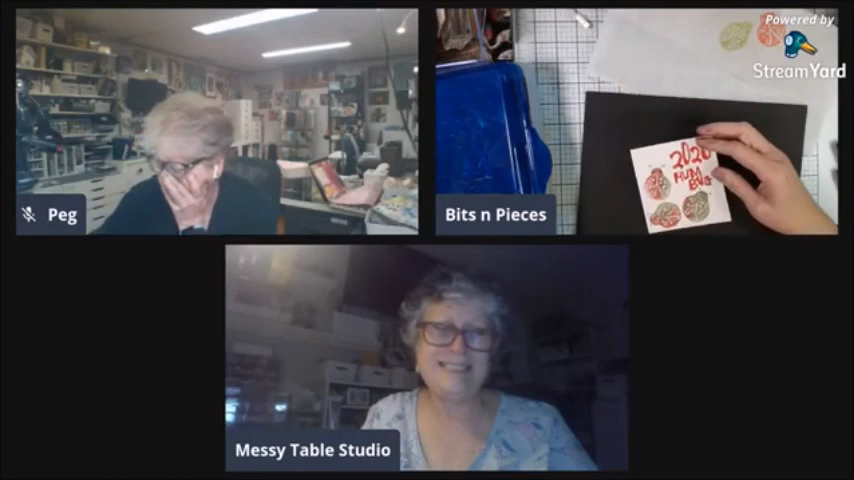 Powered by
StreamYard
Peg
Bits n Pieces
2020
HUM
BUG
Messy Table Studio